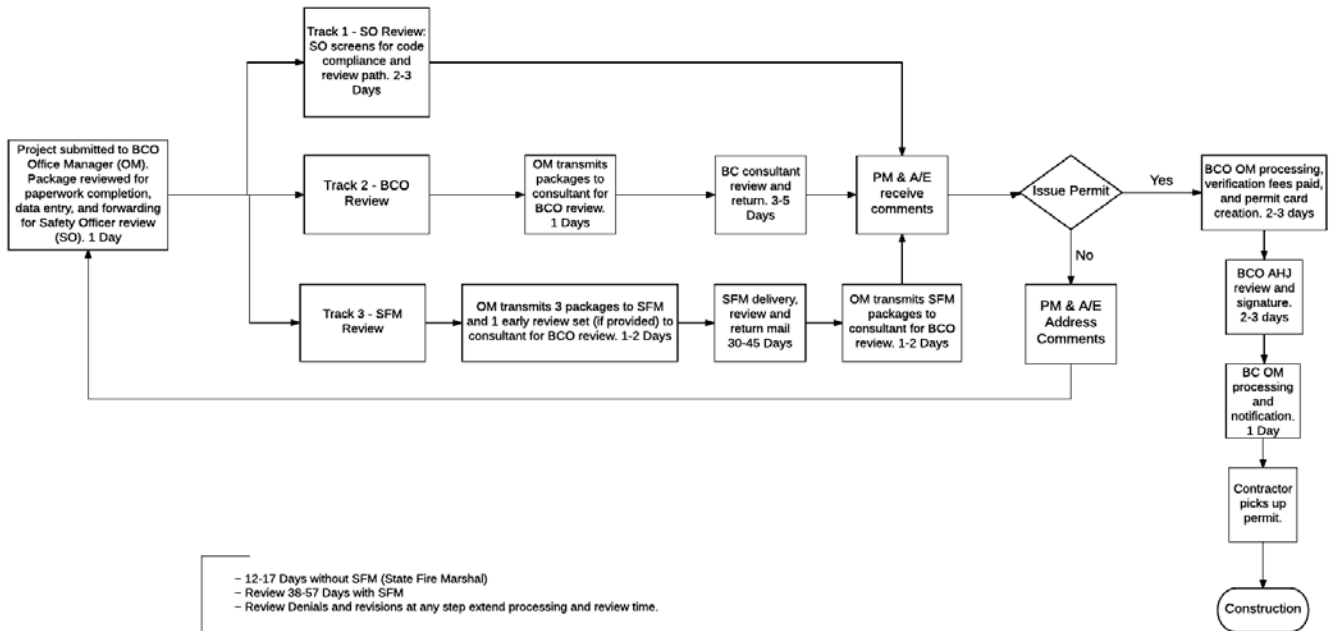 Project submitted to BCO
Office Manager (OM).
Package reviewed for
paperwork completion,
data entry, and forwarding
for Safety Officer review
(SO). 1 Day
Track 1 - SO Review:
SO screens for code
compliance and
review path. 2-3
Days
Track 2 - BCO
Review
OM transmits
packages to
consultant for
BCO review.
1 Days
BC consultant
review and
return. 3-5
Days
Track 3 - SFM
Review
OM transmits 3 packages to SFM
and 1 early review set (if provided) to
consultant for BCO review. 1-2 Days
SFM delivery,
review and
return mail
30-45 Days
OM transmits SFM
packages to
consultant for BCO
review. 1-2 Days
PM & A/E
receive
comments
Issue Permit
Yes
No
PM & A/E
Address
Comments
BCO OM processing,
verification fees paid,
and permit card
creation. 2-3 days
BCO AHJ
review and
signature.
2-3 days
BC OM
processing
and
notification.
1 Day
Contractor
picks up
permit.
Construction
– 12-17 Days without SFM (State Fire Marshal)
– Review 38-57 Days with SFM
– Review Denials and revisions at any step extend processing and review time.